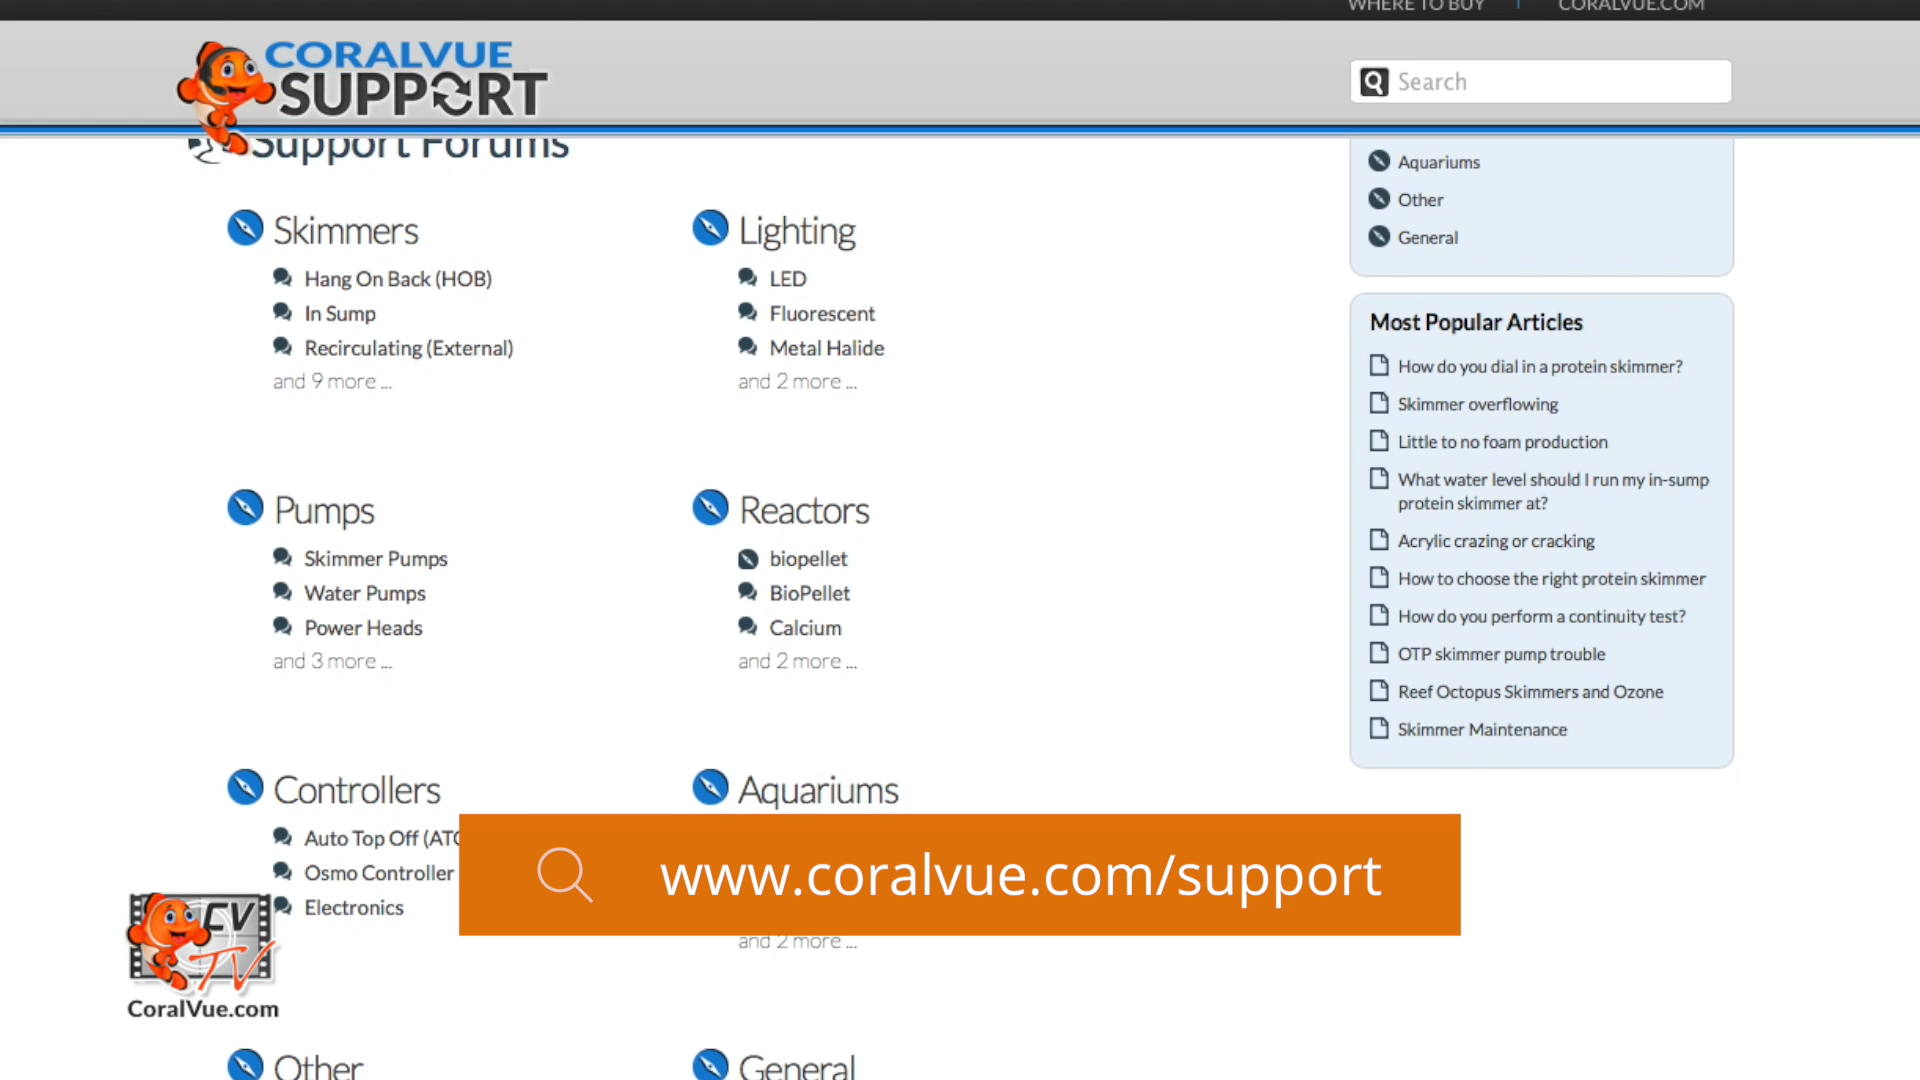 WHERE TO BUY
CORALVUE.COM
CORALVUE
SUPPORT
Search
Support Forums
Skimmers
Hang On Back (HOB)
In Sump
Recirculating (External)
and 9 more ...
Lighting
LED
Fluorescent
Metal Halide
and 2 more ...
Pumps
Skimmer Pumps
Water Pumps
Power Heads
and 3 more ...
Reactors
biopellet
BioPellet
Calcium
and 2 more ...
Controllers
Auto Top Off (ATO
Osmo Controller
Electronics
Aquariums
and 2 more ...
Other
General
Aquariums
Other
General
Most Popular Articles
How do you dial in a protein skimmer?
Skimmer overflowing
Little to no foam production
What water level should I run my in-sump
protein skimmer at?
Acrylic crazing or cracking
How to choose the right protein skimmer
How do you perform a continuity test?
OTP skimmer pump trouble
Reef Octopus Skimmers and Ozone
Skimmer Maintenance
www.coralvue.com/support
CV
TV
CoralVue.com